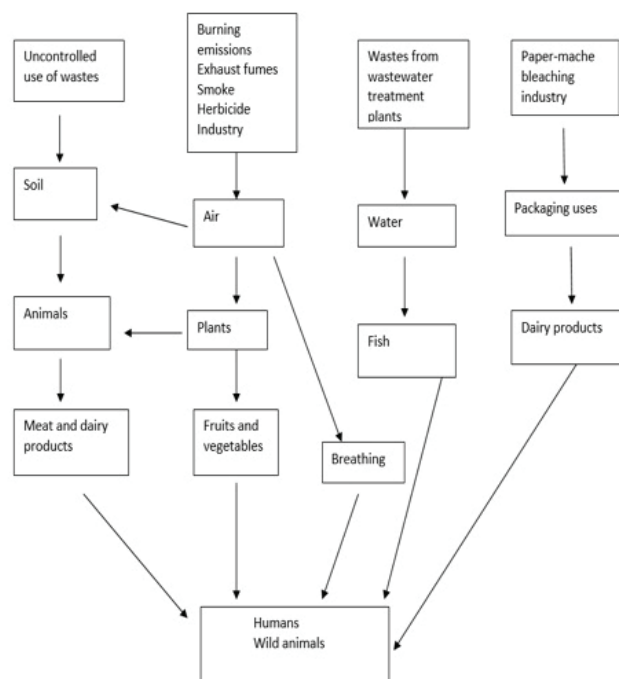 Uncontrolled
use of wastes
Burning
emissions
Exhaust fumes
Smoke
Herbicide
Industry
Wastes from
wastewater
treatment
plants
Paper-mache
bleaching
industry
Soil
Air
Water
Packaging uses
Animals
Plants
Fish
Dairy products
Meat and dairy
products
Fruits and
vegetables
Breathing
Humans
Wild animals